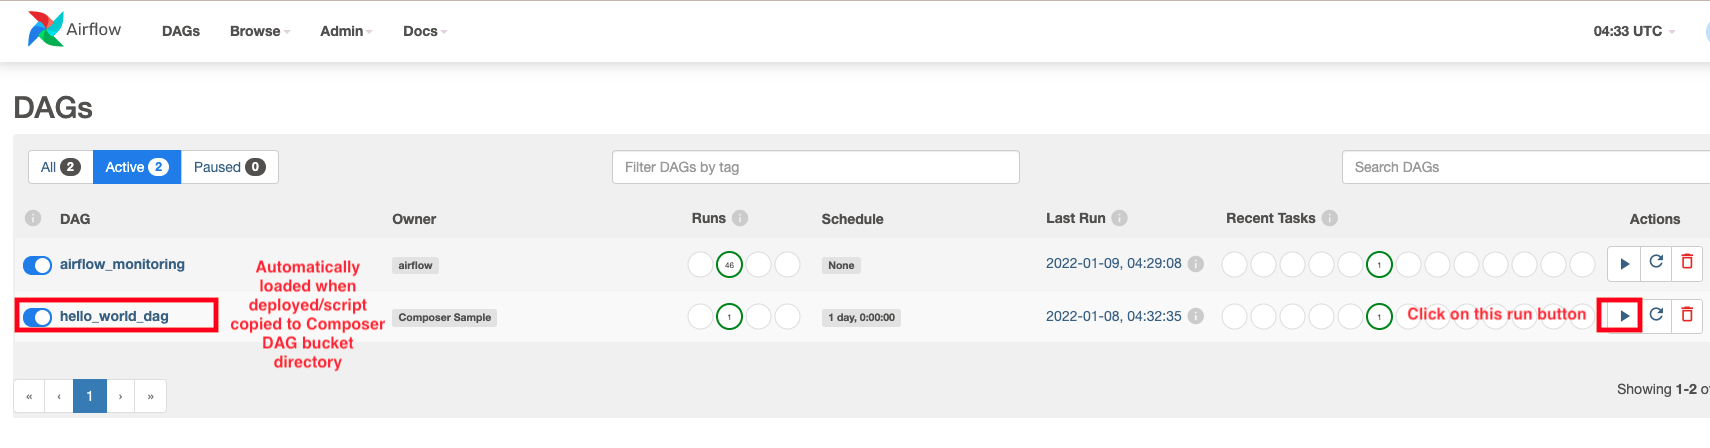 Airflow DAGs Browse Admin Docs 04:33 UTC
DAGs
All 2 Active 2 Paused 0 Filter DAGs by tag Search DAGs
i DAG Owner Runs i Schedule Last Run i Recent Tasks i Actions
airflow_monitoring airflow 46 None 2022-01-09, 04:29:08 i 1
hello_world_dag Composer Sample 1 1 day, 0:00:00 2022-01-08, 04:32:35 i 1 Click on this run button
Automatically
loaded when
deployed/script
copied to Composer
DAG bucket
directory
« ‹ 1 › » Showing 1-2 o